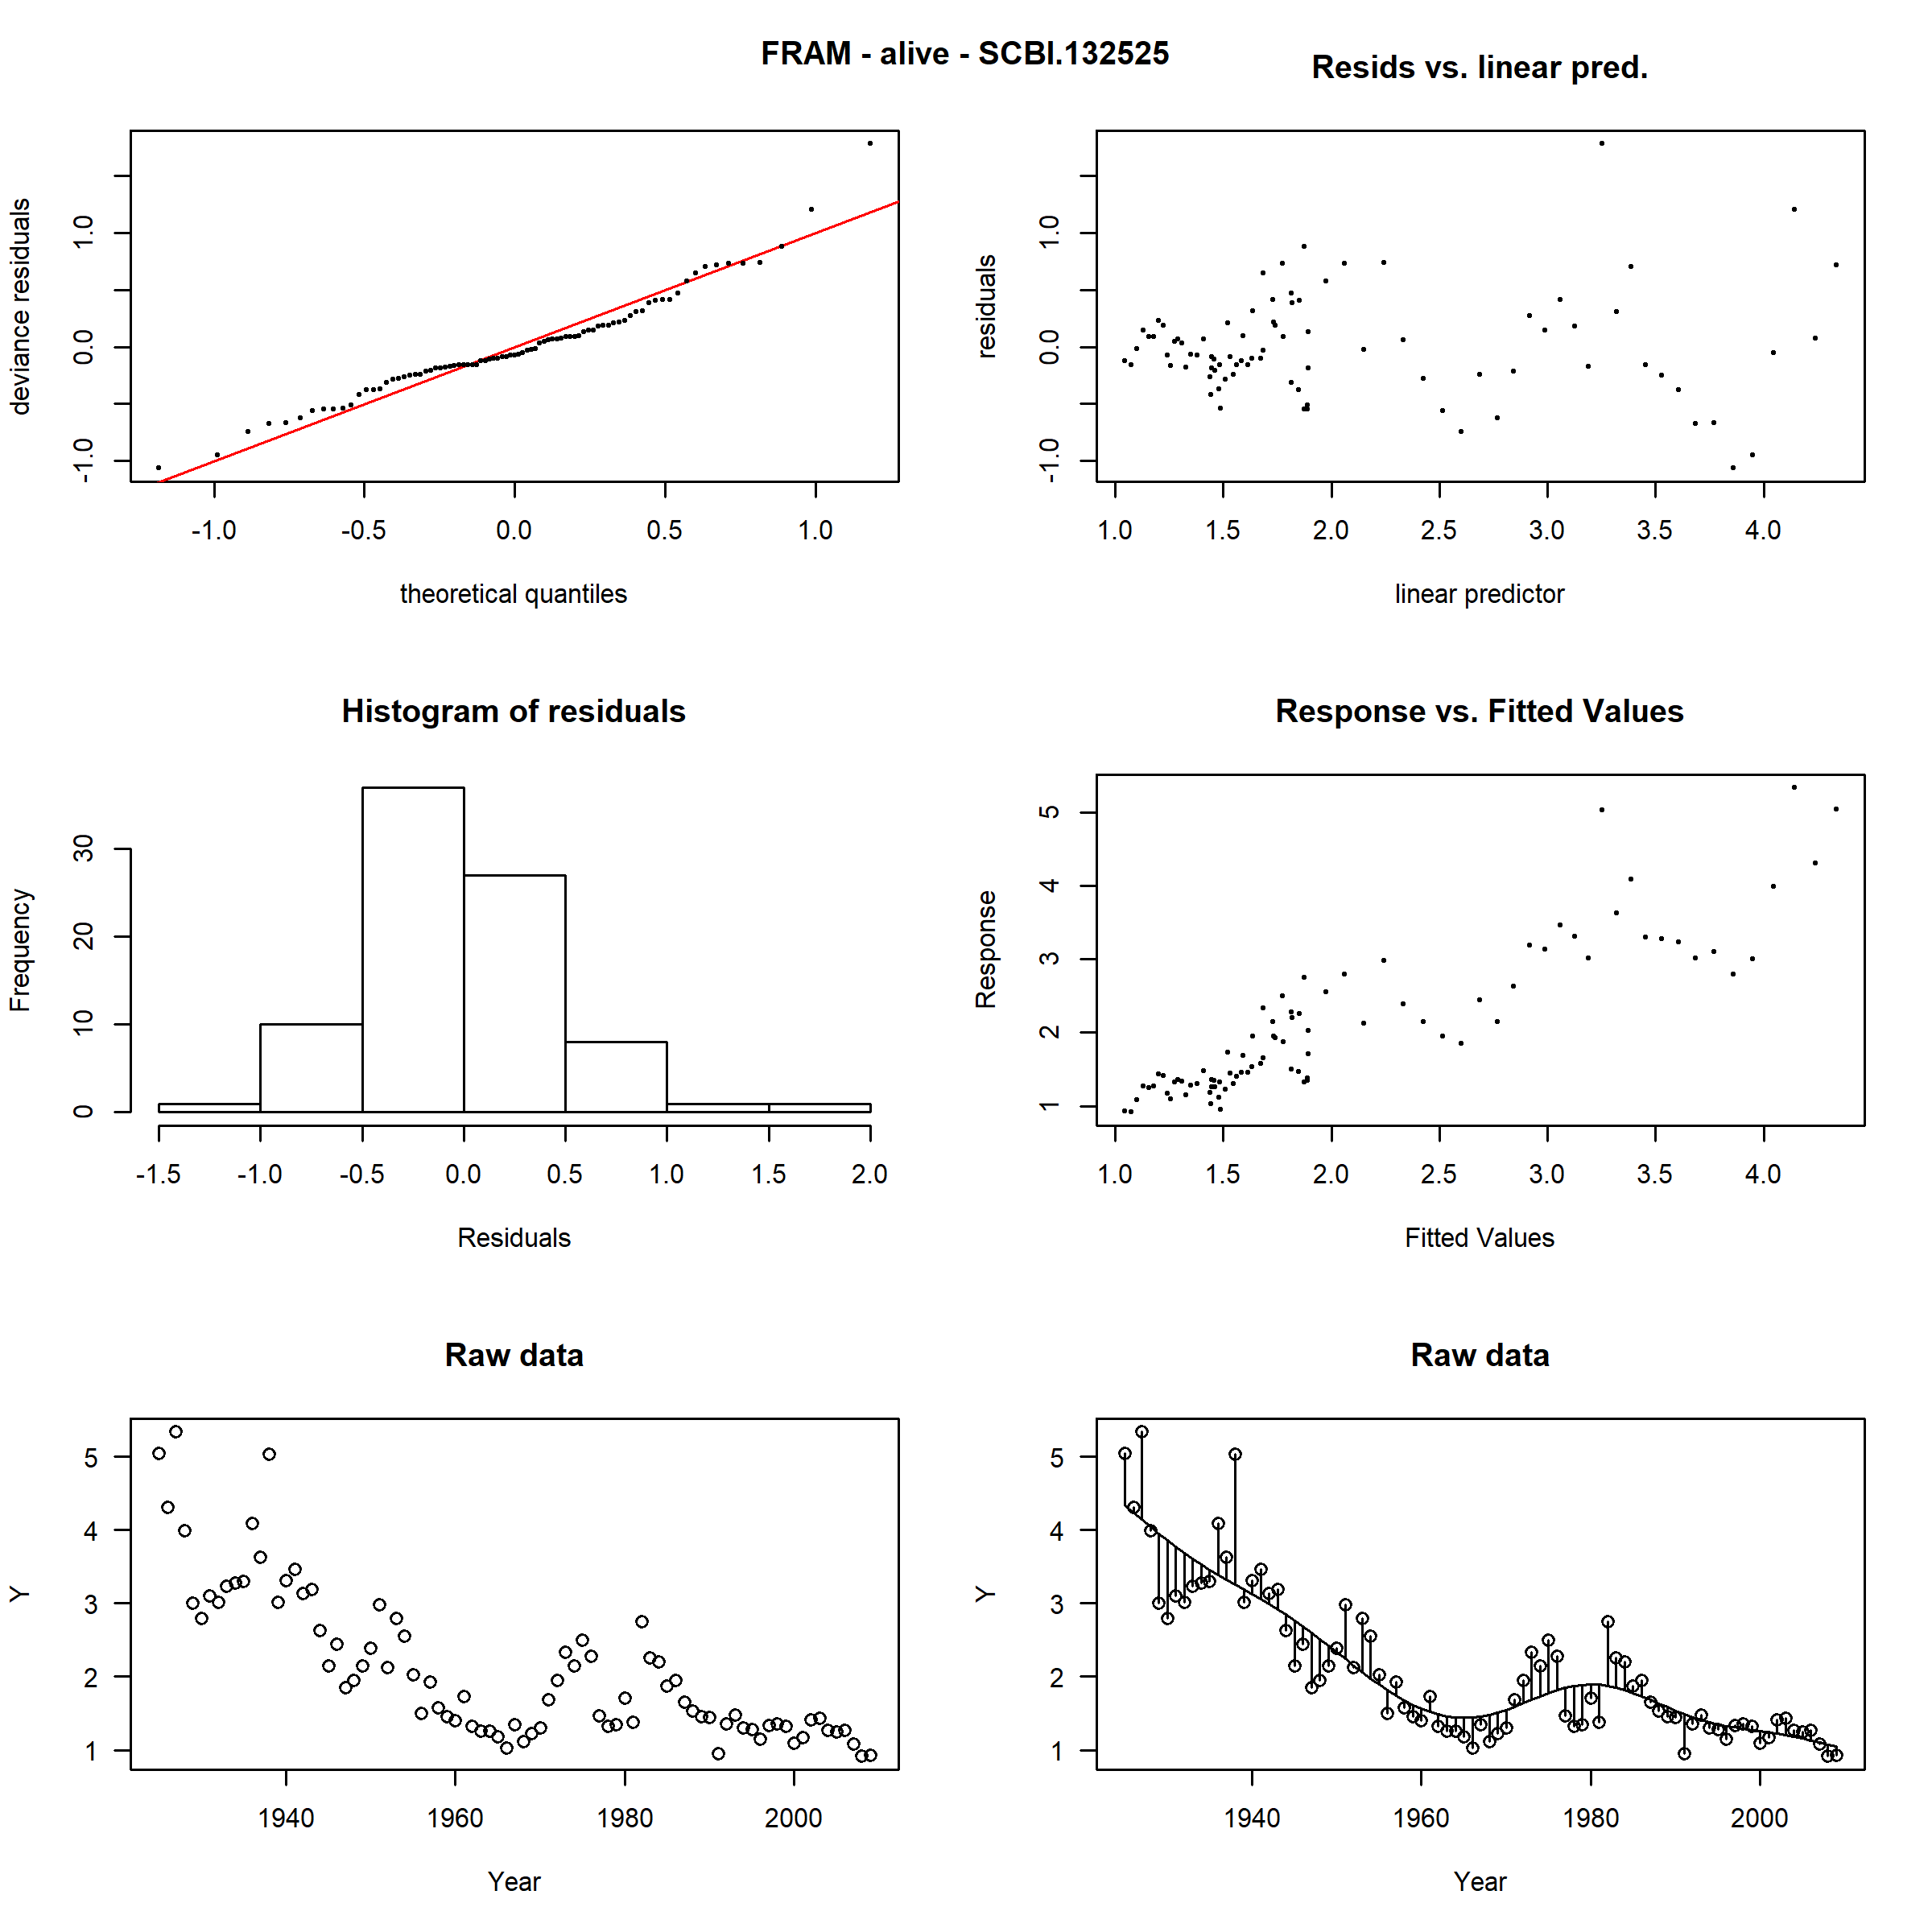 FRAM - alive - SCBI.132525
Resids vs. linear pred.
deviance residuals
-1.0 0.0 1.0
-1.0 -0.5 0.0 0.5 1.0
theoretical quantiles
residuals
-1.0 0.0 1.0
1.0 1.5 2.0 2.5 3.0 3.5 4.0
linear predictor
Histogram of residuals
Frequency
0 10 20 30
-1.5 -1.0 -0.5 0.0 0.5 1.0 1.5 2.0
Residuals
Response vs. Fitted Values
Response
1 2 3 4 5
1.0 1.5 2.0 2.5 3.0 3.5 4.0
Fitted Values
Raw data
Y
5
4
3
2
1
1940 1960 1980 2000
Year
Raw data
Y
5
4
3
2
1
1940 1960 1980 2000
Year